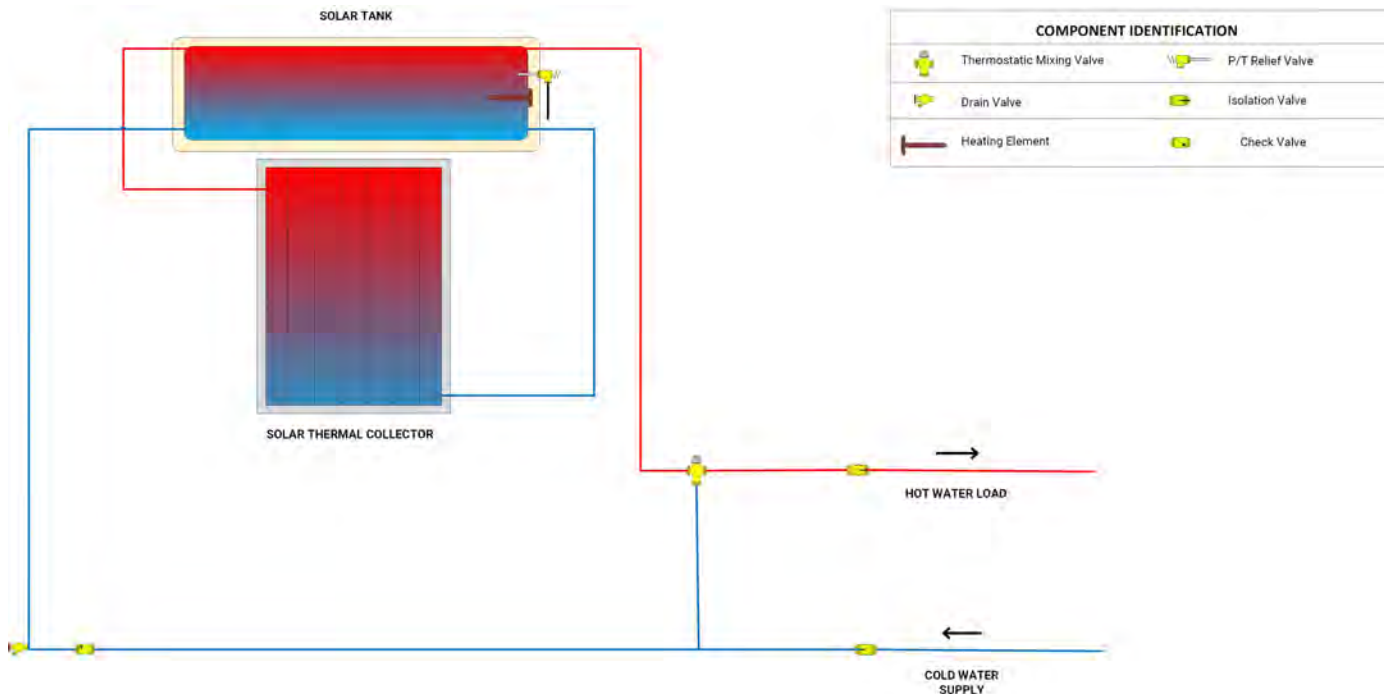 SOLAR TANK
COMPONENT IDENTIFICATION
Thermostatic Mixing Valve
P/T Relief Valve
Drain Valve
Isolation Valve
Heating Element
Check Valve
SOLAR THERMAL COLLECTOR
HOT WATER LOAD
COLD WATER
SUPPLY